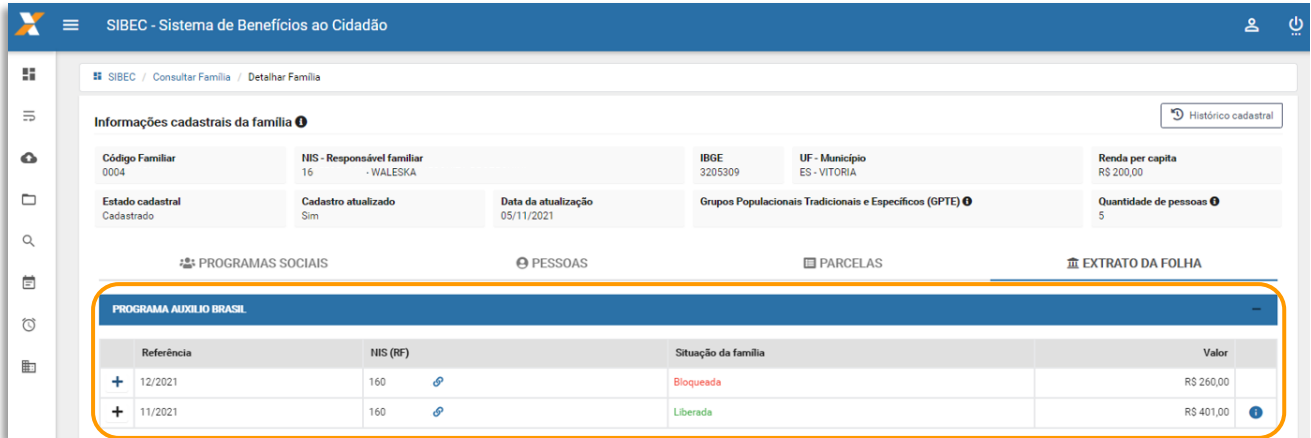 SIBEC - Sistema de Benefícios ao Cidadão
SIBEC / Consultar Família / Detalhar Família
Informações cadastrais da família
Histórico cadastral
Código Familiar NIS - Responsável familiar IBGE UF - Município Renda per capita
0004 16 - WALESKA 3205309 ES - VITORIA R$ 200,00
Estado cadastral Cadastro atualizado Data da atualização Grupos Populacionais Tradicionais e Específicos (GPTE) Quantidade de pessoas
Cadastrado Sim 05/11/2021 5
PROGRAMAS SOCIAIS PESSOAS PARCELAS EXTRATO DA FOLHA
PROGRAMA AUXILIO BRASIL
Referência NIS (RF) Situação da família Valor
12/2021 160 Bloqueada R$ 260,00
11/2021 160 Liberada R$ 401,00